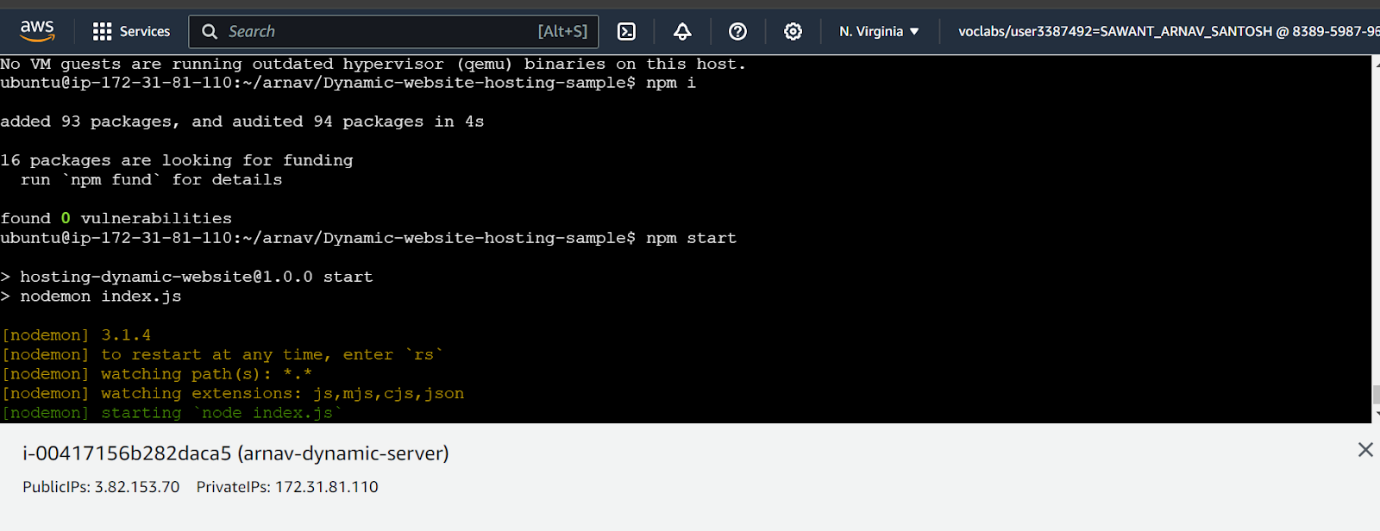 aws Services Search [Alt+S] N. Virginia voclabs/user3387492=SAWANT_ARNAV_SANTOSH @ 8389-5987-96
No VM guests are running outdated hypervisor (qemu) binaries on this host.
ubuntu@ip-172-31-81-110:~/arnav/Dynamic-website-hosting-sample$ npm i
added 93 packages, and audited 94 packages in 4s
16 packages are looking for funding
run `npm fund` for details
found 0 vulnerabilities
ubuntu@ip-172-31-81-110:~/arnav/Dynamic-website-hosting-sample$ npm start
> hosting-dynamic-website@1.0.0 start
> nodemon index.js
[nodemon] 3.1.4
[nodemon] to restart at any time, enter `rs`
[nodemon] watching path(s): *.*
[nodemon] watching extensions: js,mjs,cjs,json
[nodemon] starting `node index.js`
i-00417156b282daca5 (arnav-dynamic-server)
PublicIPs: 3.82.153.70 PrivateIPs: 172.31.81.110